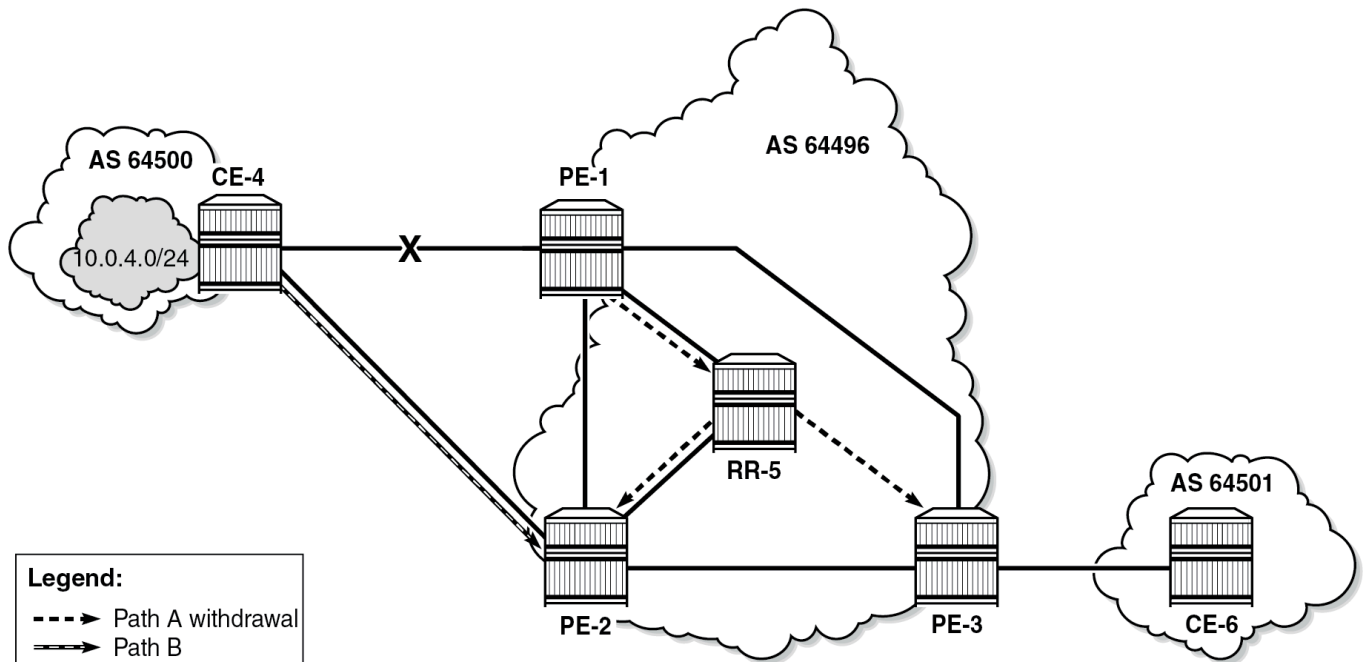 AS 64500
CE-4
10.0.4.0/24
X
PE-1
AS 64496
RR-5
PE-2
PE-3
AS 64501
CE-6
Legend:
Path A withdrawal
Path B